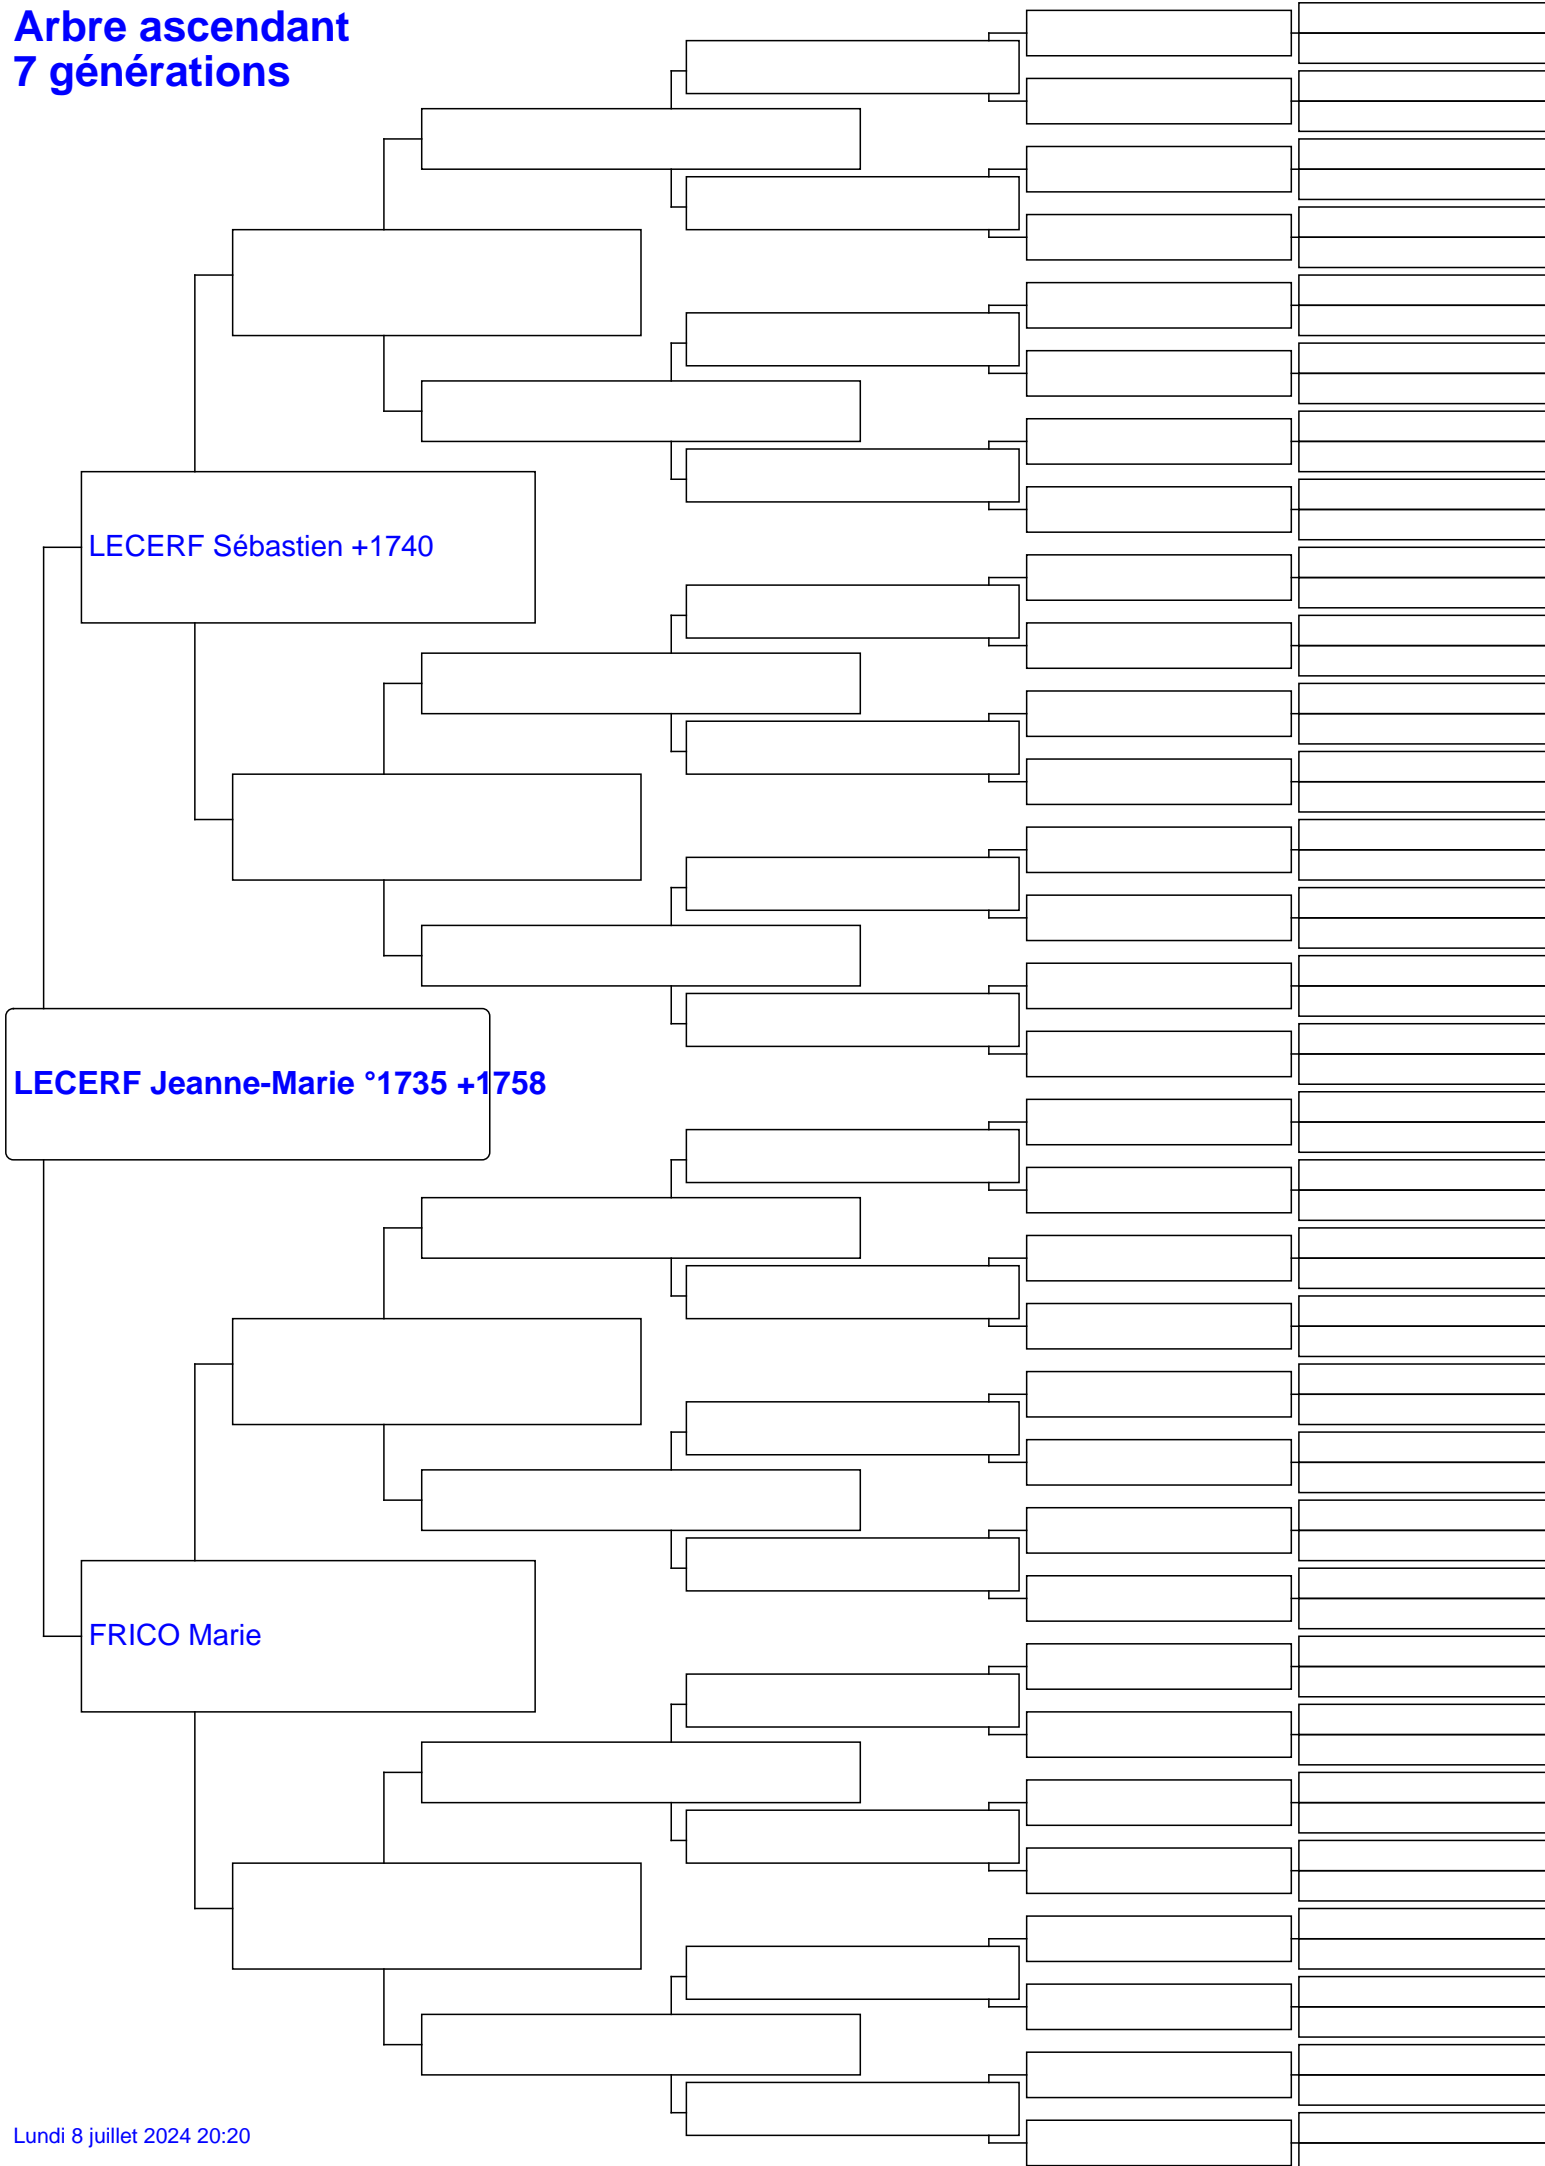 Arbre ascendant
7 générations
LECERF Sébastien +1740
LECERF Jeanne-Marie °1735 +1758
FRICO Marie
Lundi 8 juillet 2024 20:20